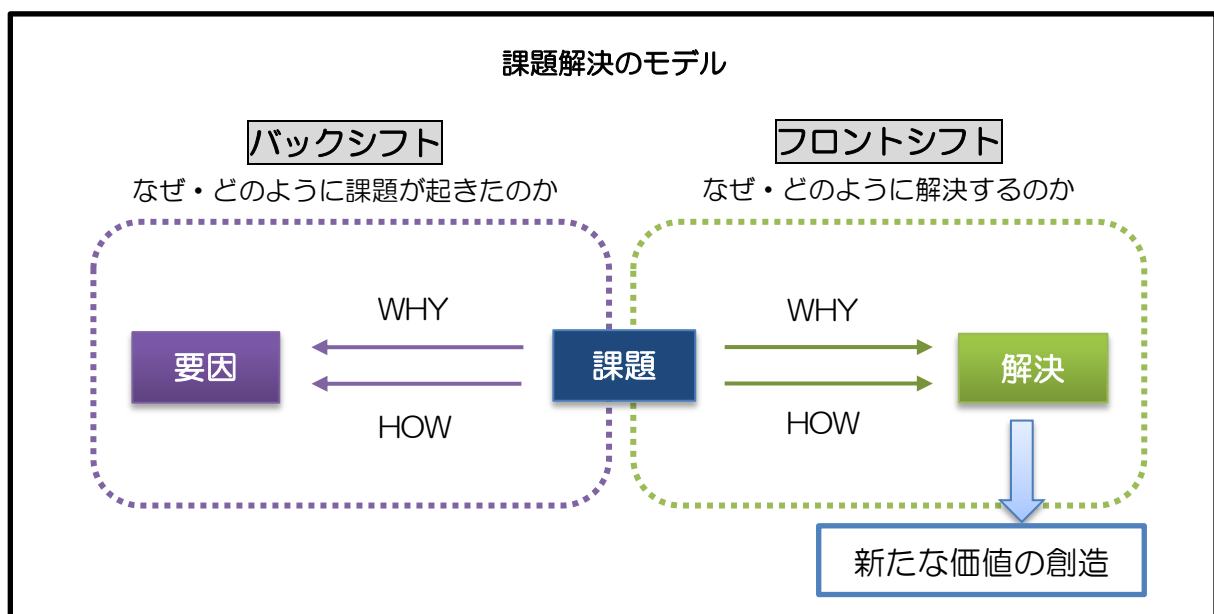 課題解決のモデル
バックシフト
なぜ・どのように課題が起きたのか
フロントシフト
なぜ・どのように解決するのか
WHY
要因
HOW
課題
WHY
HOW
解決
新たな価値の創造